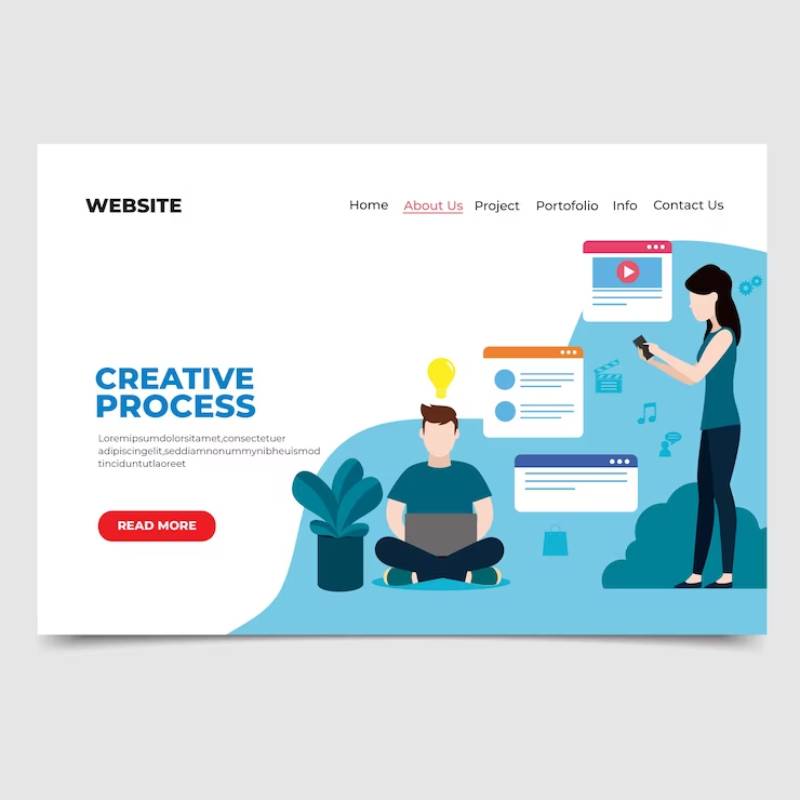 WEBSITE
Home About Us Project Portofolio Info Contact Us
CREATIVE
PROCESS
Loremipsumdolorsitamet,consectetuer
adipiscingelit,seddiamnonummynibheuismod
tinciduntutlaoreet
READ MORE